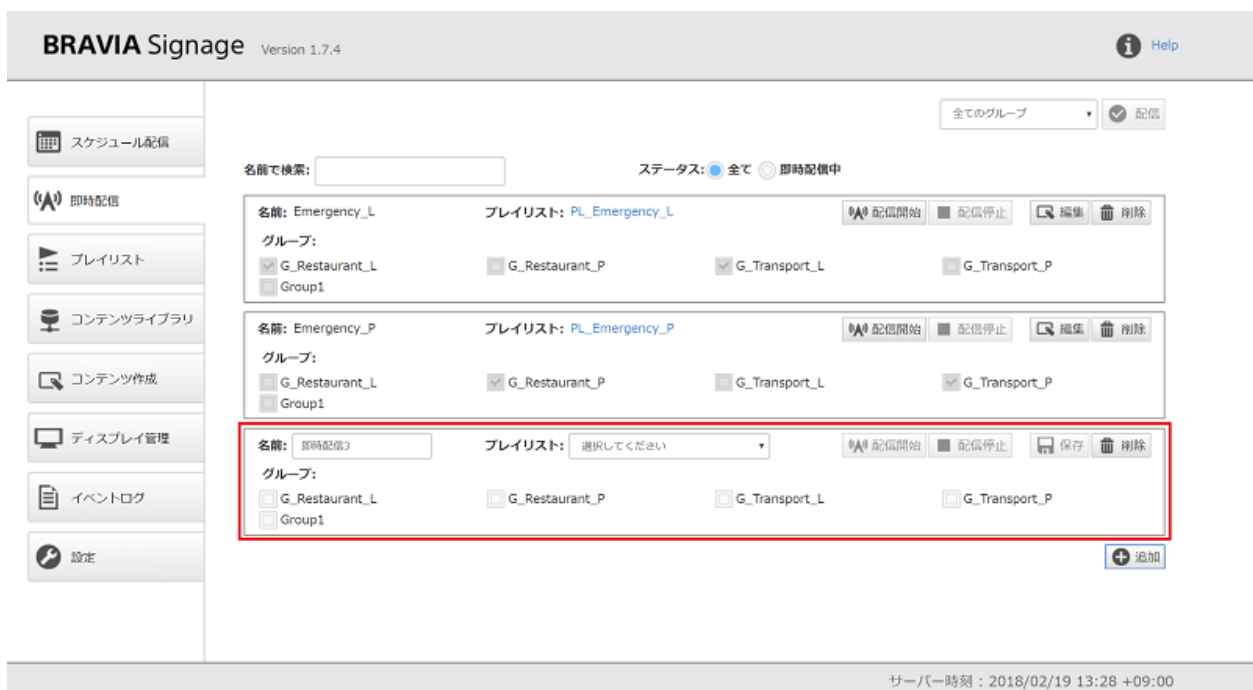 BRAVIA Signage Version 1.7.4
Help
全てのグループ 配信
スケジュール配信
即時配信
プレイリスト
コンテンツライブラリ
コンテンツ作成
ディスプレイ管理
イベントログ
設定
名前で検索: ステータス: 全て 即時配信中
名前: Emergency_L プレイリスト: PL_Emergency_L 配信開始 配信停止 編集 削除
グループ:
G_Restaurant_L G_Restaurant_P G_Transport_L G_Transport_P
Group1
名前: Emergency_P プレイリスト: PL_Emergency_P 配信開始 配信停止 編集 削除
グループ:
G_Restaurant_L G_Restaurant_P G_Transport_L G_Transport_P
Group1
名前: 即時配信3 プレイリスト: 選択してください 配信開始 配信停止 保存 削除
グループ:
G_Restaurant_L G_Restaurant_P G_Transport_L G_Transport_P
Group1
追加
サーバー時刻 : 2018/02/19 13:28 +09:00